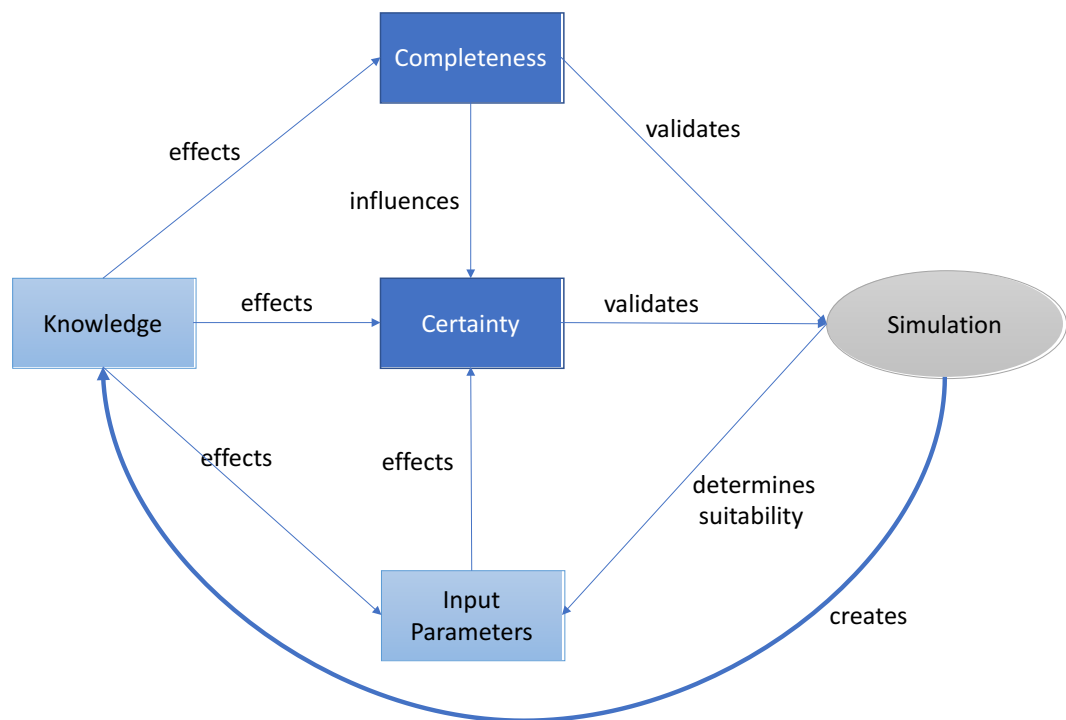 Completeness
effects
validates
influences
Knowledge
effects
Certainty
validates
Simulation
effects
effects
determines
suitability
Input
Parameters
creates